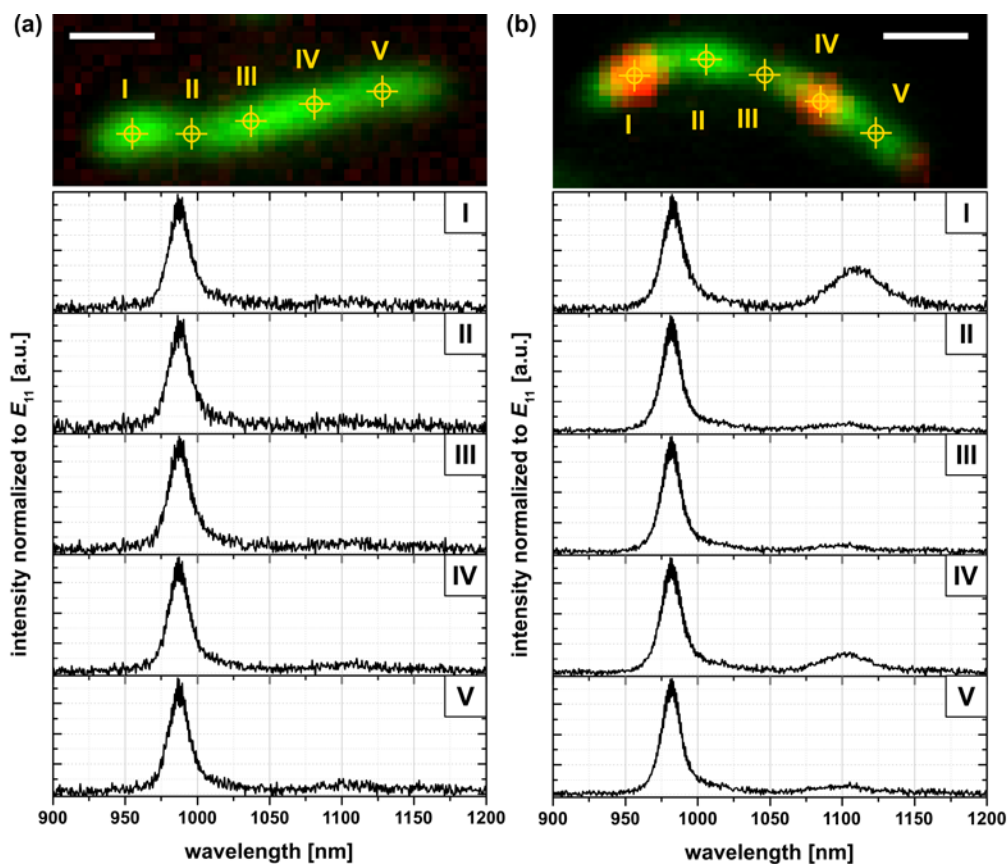 (a)
I
II
III
IV
V
(b)
I
II
III
IV
V
I
II
III
IV
V
intensity normalized to E11 [a.u.]
900 950 1000 1050 1100 1150 1200
wavelength [nm]
I
II
III
IV
V
intensity normalized to E11 [a.u.]
900 950 1000 1050 1100 1150 1200
wavelength [nm]